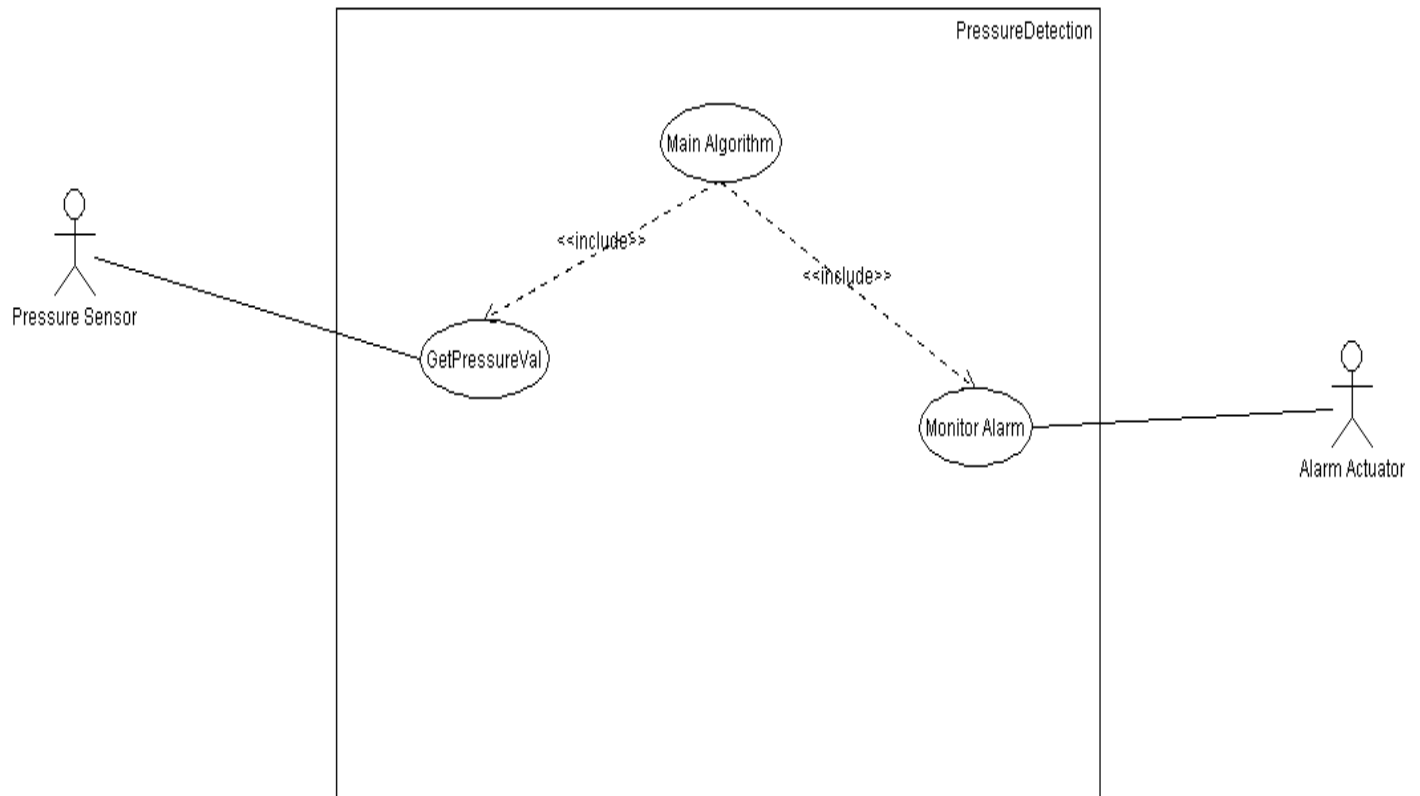 PressureDetection
Main Algorithm
<<include>>
<<include>>
Pressure Sensor
GetPressureVal
Monitor Alarm
Alarm Actuator